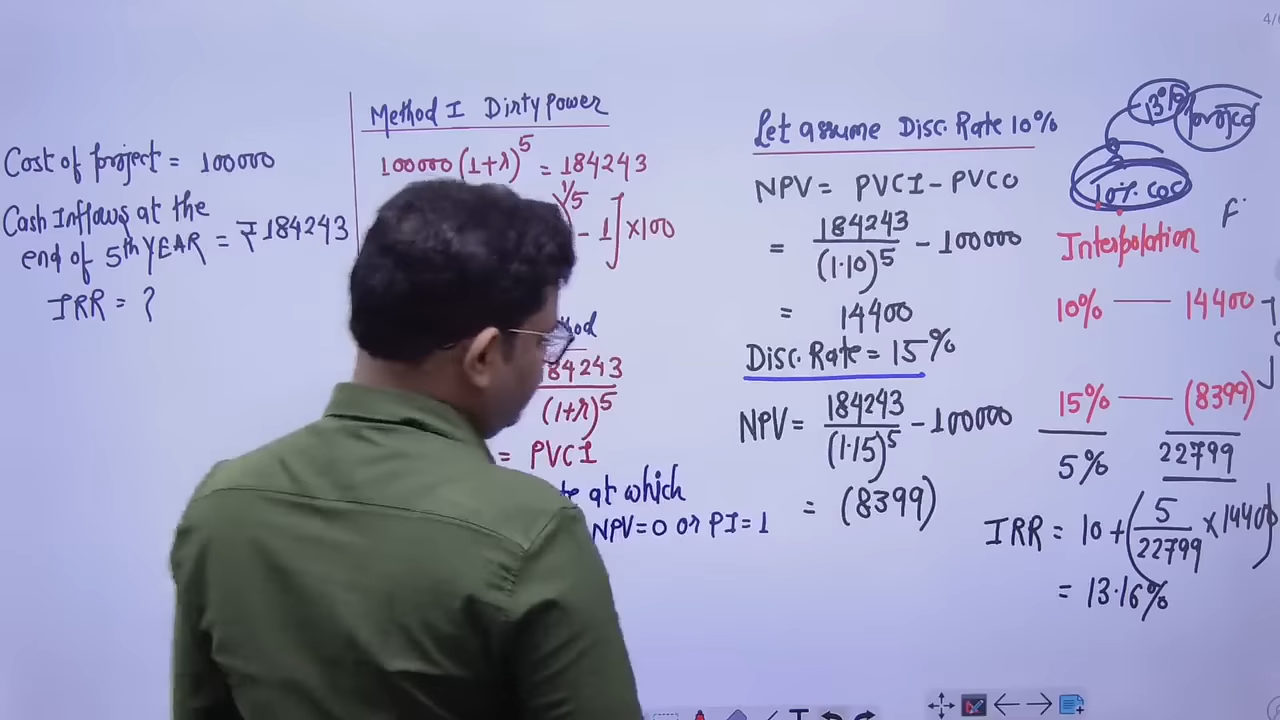 4/
Cost of project = 100000
Cash Inflows at the
end of 5th YEAR = ₹184243
IRR = ?
Method I Dirty power
100000(1+r)^5 = 184243
1/5
- 1] ×100
184243
(1+r)^5
= PVCI
at which
NPV=0 or PI=1
Let assume Disc. Rate 10%
NPV = PVCI - PVCO
= 184243/(1.10)^5 - 100000
= 14400
Disc. Rate = 15%
NPV = 184243/(1.15)^5 - 100000
= (8399)
13%
project
10% COC
Interpolation
10% — 14400
15% — (8399)
5% 22799
IRR = 10 + (5/22799 × 14400)
= 13.16%